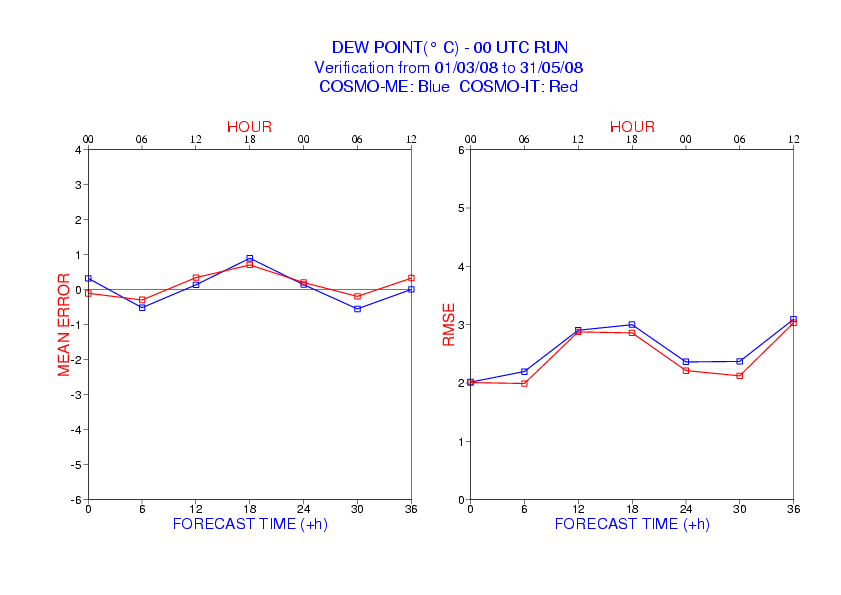 DEW POINT(° C) - 00 UTC RUN
Verification from 01/03/08 to 31/05/08
COSMO-ME: Blue  COSMO-IT: Red
HOUR
00 06 12 18 00 06 12
4
3
2
1
0
-1
-2
-3
-4
-5
-6
MEAN ERROR
0 6 12 18 24 30 36
FORECAST TIME (+h)
HOUR
00 06 12 18 00 06 12
6
5
4
3
2
1
0
RMSE
0 6 12 18 24 30 36
FORECAST TIME (+h)